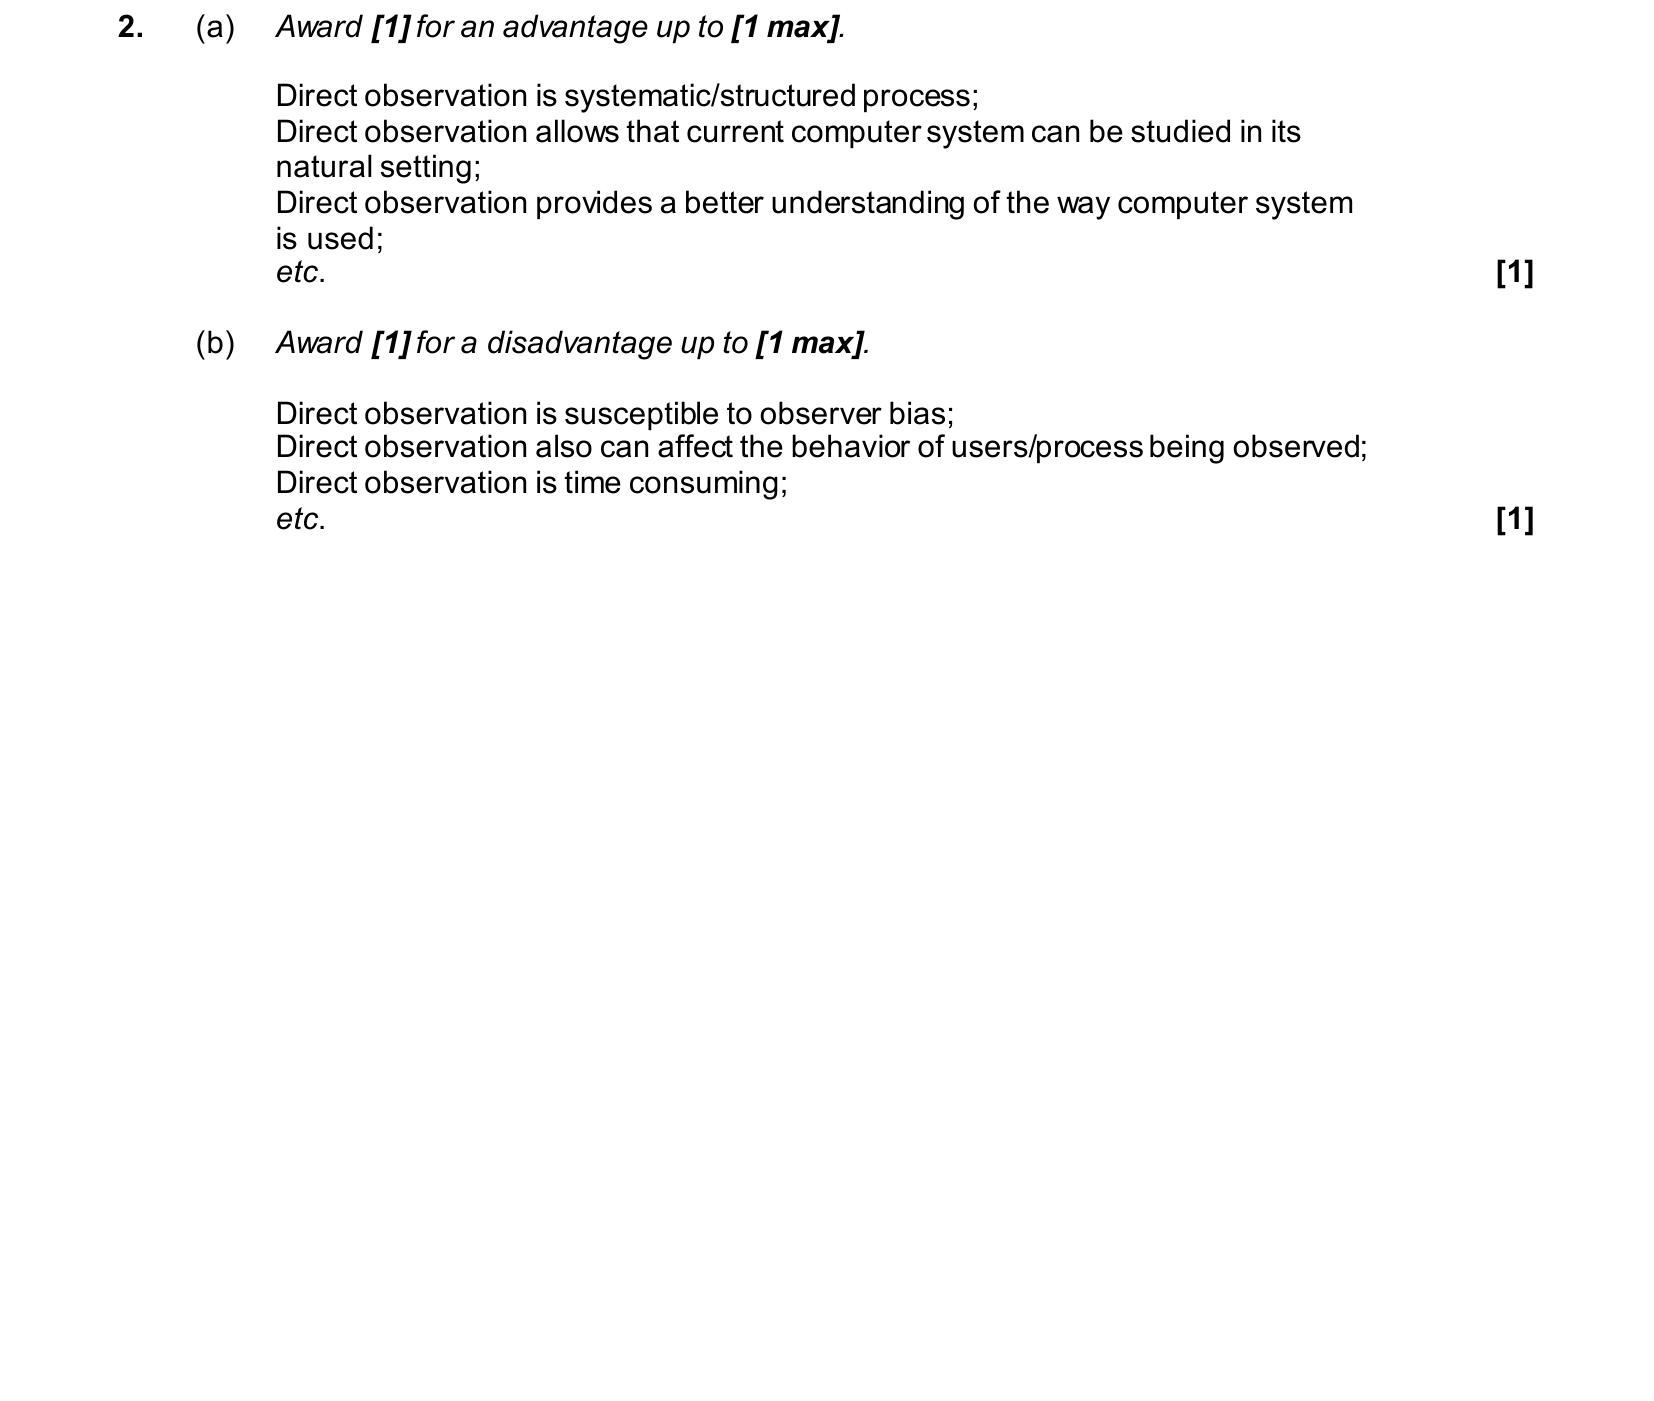 2. (a) Award [1] for an advantage up to [1 max].
Direct observation is systematic/structured process;
Direct observation allows that current computer system can be studied in its
natural setting;
Direct observation provides a better understanding of the way computer system
is used;
etc. [1]
(b) Award [1] for a disadvantage up to [1 max].
Direct observation is susceptible to observer bias;
Direct observation also can affect the behavior of users/process being observed;
Direct observation is time consuming;
etc. [1]